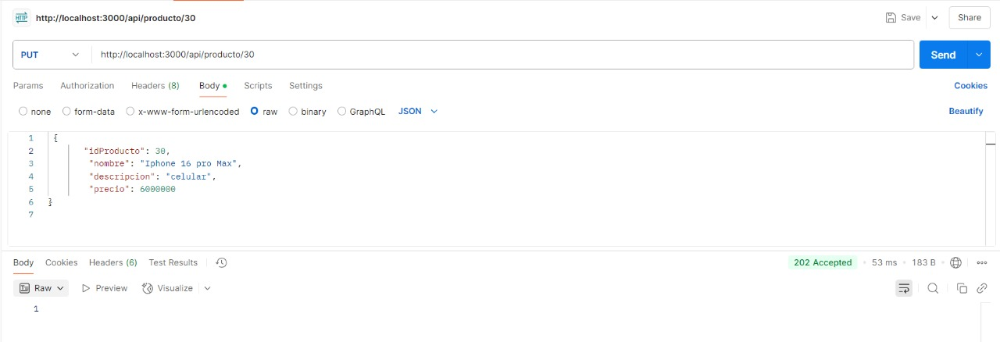 HTTP http://localhost:3000/api/producto/30 Save Share
PUT http://localhost:3000/api/producto/30 Send
Params Authorization Headers (8) Body Scripts Settings Cookies
none form-data x-www-form-urlencoded raw binary GraphQL JSON Beautify
1 {
2 "idProducto": 30,
3 "nombre": "Iphone 16 pro Max",
4 "descripcion": "celular",
5 "precio": 6000000
6 }
7
Body Cookies Headers (6) Test Results 202 Accepted 53 ms 183 B
Raw Preview Visualize
1